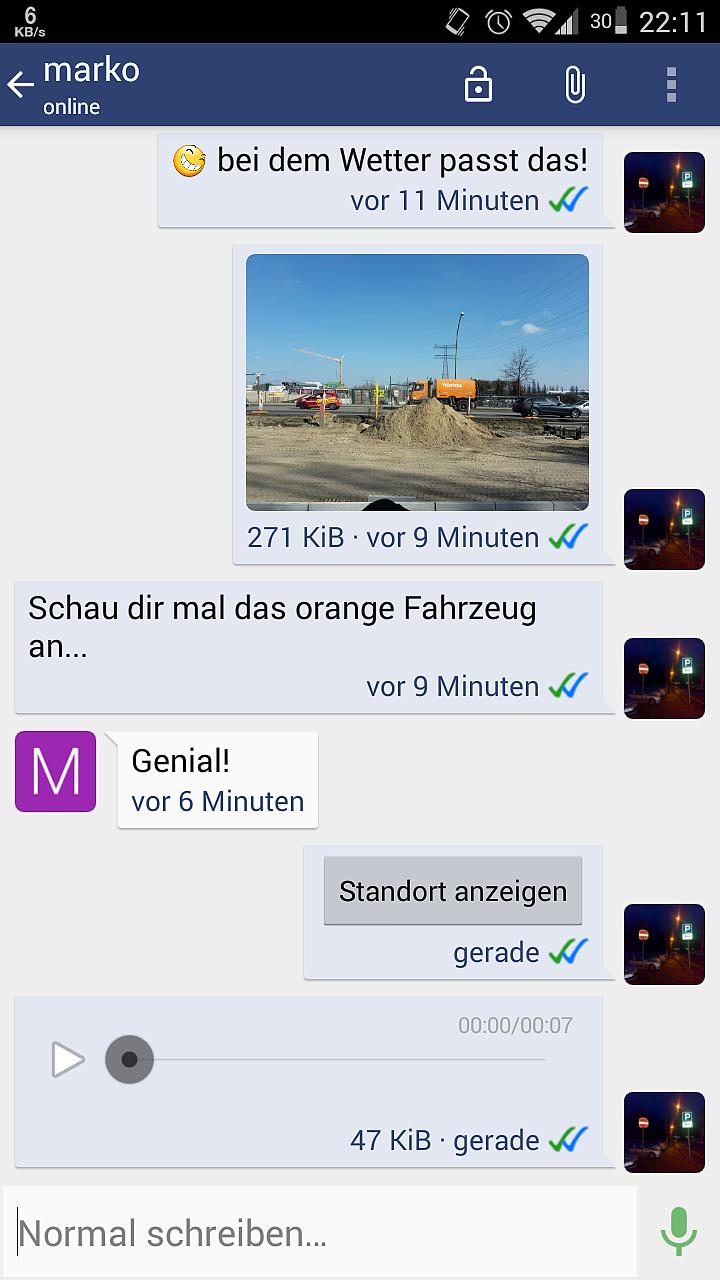 6
KB/s
30
22:11
marko
online
bei dem Wetter passt das!
vor 11 Minuten
271 KiB · vor 9 Minuten
Schau dir mal das orange Fahrzeug
an...
vor 9 Minuten
M
Genial!
vor 6 Minuten
Standort anzeigen
gerade
00:00/00:07
47 KiB · gerade
Normal schreiben…